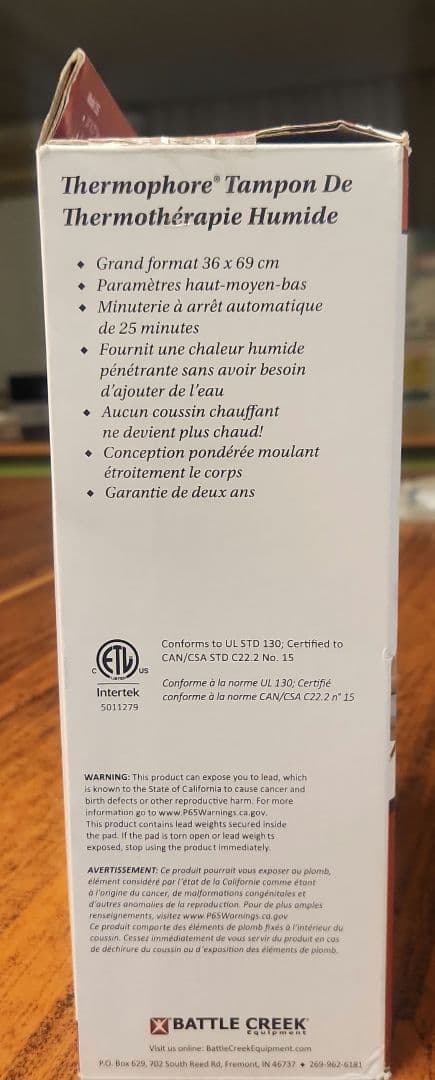 Thermophore® Tampon De
Thermothérapie Humide
◆ Grand format 36 x 69 cm
◆ Paramètres haut-moyen-bas
◆ Minuterie à arrêt automatique
de 25 minutes
◆ Fournit une chaleur humide
pénétrante sans avoir besoin
d'ajouter de l'eau
◆ Aucun coussin chauffant
ne devient plus chaud!
◆ Conception pondérée moulant
étroitement le corps
◆ Garantie de deux ans
ETL
C US
LISTED
Intertek
5011279
Conforms to UL STD 130; Certified to
CAN/CSA STD C22.2 No. 15
Conforme à la norme UL 130; Certifié
conforme à la norme CAN/CSA C22.2 n° 15
WARNING: This product can expose you to lead, which
is known to the State of California to cause cancer and
birth defects or other reproductive harm. For more
information go to www.P65Warnings.ca.gov.
This product contains lead weights secured inside
the pad. If the pad is torn open or lead weights
exposed, stop using the product immediately.
AVERTISSEMENT: Ce produit pourrait vous exposer au plomb,
élément considéré par l'état de la Californie comme étant
à l'origine du cancer, de malformations congénitales et
d'autres anomalies de la reproduction. Pour de plus amples
renseignements, visitez www.P65Warnings.ca.gov
Ce produit comporte des éléments de plomb fixés à l'intérieur du
coussin. Cessez immédiatement de vous servir du produit en cas
de déchirure du coussin ou d'exposition des éléments de plomb.
BATTLE CREEK
Equipment
Visit us online: BattleCreekEquipment.com
P.O. Box 629, 702 South Reed Rd, Fremont, IN 46737 ◆ 269-962-6181